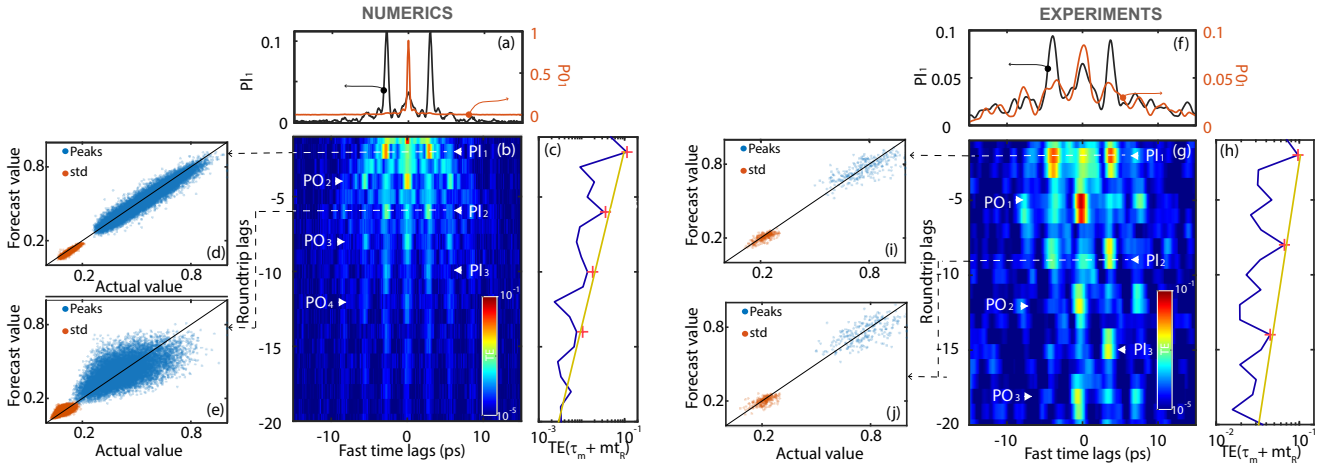 NUMERICS
EXPERIMENTS
PI1
0.1
0
(a)
1
0.5
0
PO1
PI1
0.1
0.05
0
(f)
0.1
0.05
0
PO1
Forecast value
0.8
0.2
Peaks
std
(d)
0.2
0.8
Actual value
Forecast value
0.8
0.2
Peaks
std
(e)
0.2
0.8
Actual value
Roundtrip lags
-5
-10
-15
-20
(b)
PI1
PO2
PI2
PO3
PI3
PO4
10-1
10-5
-10
0
10
Fast time lags (ps)
(c)
10-3
10-1
TE(τm+ mtR)
Forecast value
0.8
0.2
Peaks
std
(i)
0.2
0.8
Forecast value
0.8
0.2
Peaks
std
(j)
0.2
0.8
Actual value
Roundtrip lags
-5
-10
-15
-20
(g)
PI1
PO1
PI2
PO2
PI3
PO3
10-1
10-5
-10
0
10
Fast time lags (ps)
(h)
10-2
10-1
TE(τm+ mtR)